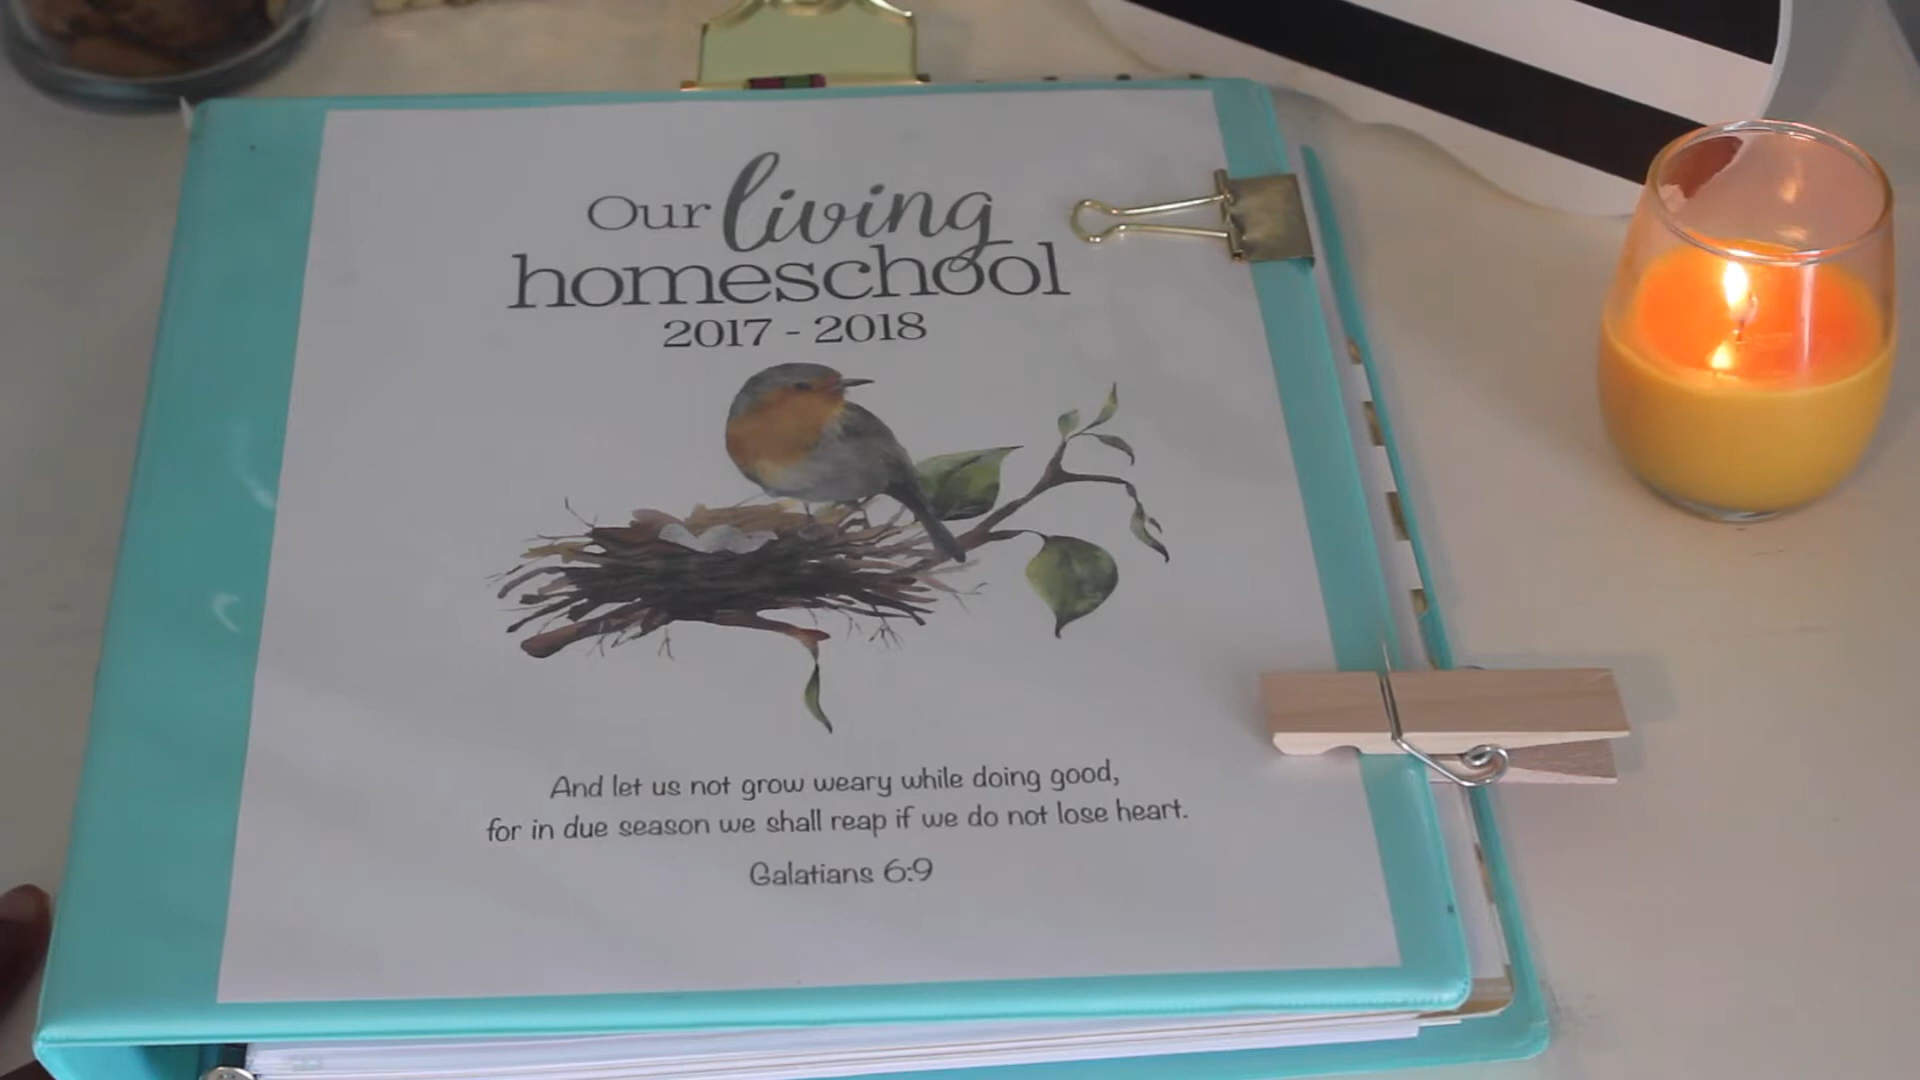 Our living
homeschool
2017 - 2018
And let us not grow weary while doing good,
for in due season we shall reap if we do not lose heart.
Galatians 6:9